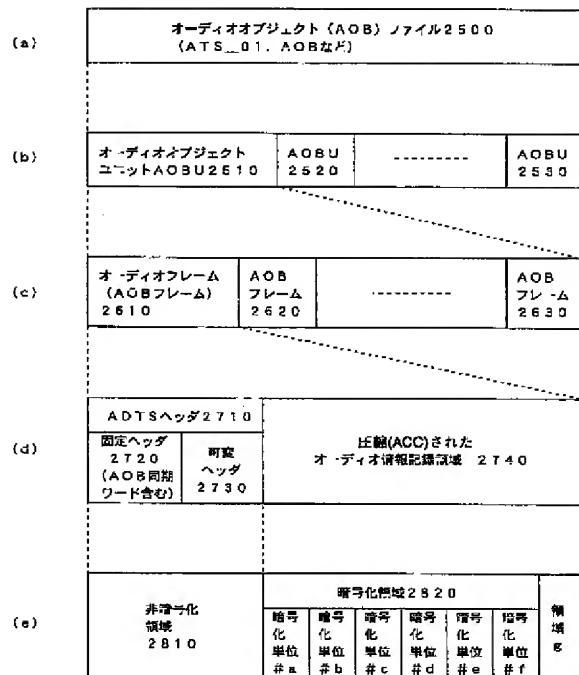 (a)
オーディオオブジェクト(AOB)ファイル2500
(ATS_01.AOBなど)
(b)
オーディオオブジェクト
ユニットAOBU2510
AOBU
2520
AOBU
2530
(c)
オーディオフレーム
(AOBフレーム)
2610
AOB
フレーム
2620
AOB
フレーム
2630
(d)
ADTSヘッダ2710
固定ヘッダ
2720
(AOB同期
ワード含む)
可変
ヘッダ
2730
圧縮(ACC)された
オーディオ情報記録領域 2740
(e)
非暗号化
領域
2810
暗号化領域2820
暗号
化
単位
#a
暗号
化
単位
#b
暗号
化
単位
#c
暗号
化
単位
#d
暗号
化
単位
#e
暗号
化
単位
#f
領
域
g